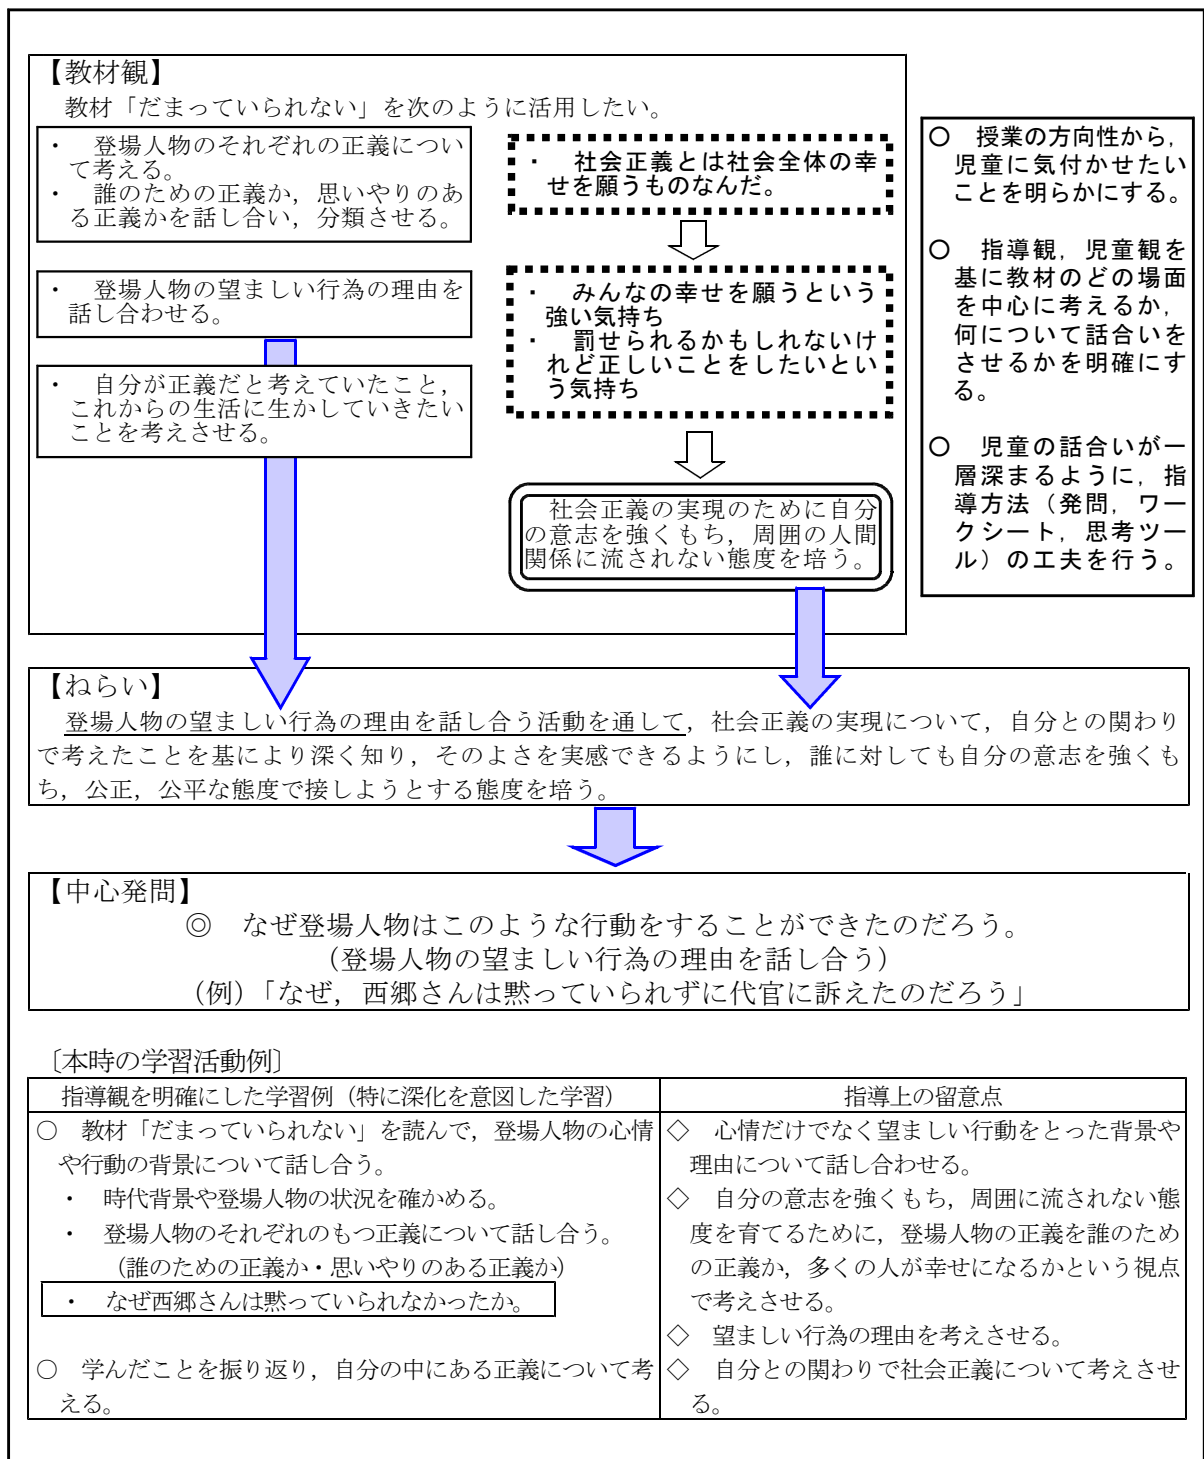 【教材観】
教材「だまっていられない」を次のように活用したい。
・　登場人物のそれぞれの正義につい
て考える。
・　誰のための正義か，思いやりのあ
る正義かを話し合い，分類させる。
・　登場人物の望ましい行為の理由を
話し合わせる。
・　自分が正義だと考えていたこと，
これからの生活に生かしていきたい
ことを考えさせる。
・　社会正義とは社会全体の幸
せを願うものなんだ。
・　みんなの幸せを願うという
強い気持ち
・　罰せられるかもしれないけ
れど正しいことをしたいとい
う気持ち
社会正義の実現のために自分
の意志を強くもち，周囲の人間
関係に流されない態度を培う。
○　授業の方向性から，
児童に気付かせたい
ことを明らかにする。
○　指導観，児童観を
基に教材のどの場面
を中心に考えるか，
何について話合いを
させるかを明確にす
る。
○　児童の話合いが一
層深まるように，指
導方法（発問，ワー
クシート，思考ツー
ル）の工夫を行う。
【ねらい】
登場人物の望ましい行為の理由を話し合う活動を通して，社会正義の実現について，自分との関わり
で考えたことを基により深く知り，そのよさを実感できるようにし，誰に対しても自分の意志を強くも
ち，公正，公平な態度で接しようとする態度を培う。
【中心発問】
◎　なぜ登場人物はこのような行動をすることができたのだろう。
（登場人物の望ましい行為の理由を話し合う）
（例）「なぜ，西郷さんは黙っていられずに代官に訴えたのだろう」
〔本時の学習活動例〕
指導観を明確にした学習例（特に深化を意図した学習）
○　教材「だまっていられない」を読んで，登場人物の心情
や行動の背景について話し合う。
・　時代背景や登場人物の状況を確かめる。
・　登場人物のそれぞれのもつ正義について話し合う。
（誰のための正義か・思いやりのある正義か）
・　なぜ西郷さんは黙っていられなかったか。
○　学んだことを振り返り，自分の中にある正義について考
える。
指導上の留意点
◇　心情だけでなく望ましい行動をとった背景や
理由について話し合わせる。
◇　自分の意志を強くもち，周囲に流されない態
度を育てるために，登場人物の正義を誰のため
の正義か，多くの人が幸せになるかという視点
で考えさせる。
◇　望ましい行為の理由を考えさせる。
◇　自分との関わりで社会正義について考えさせ
る。